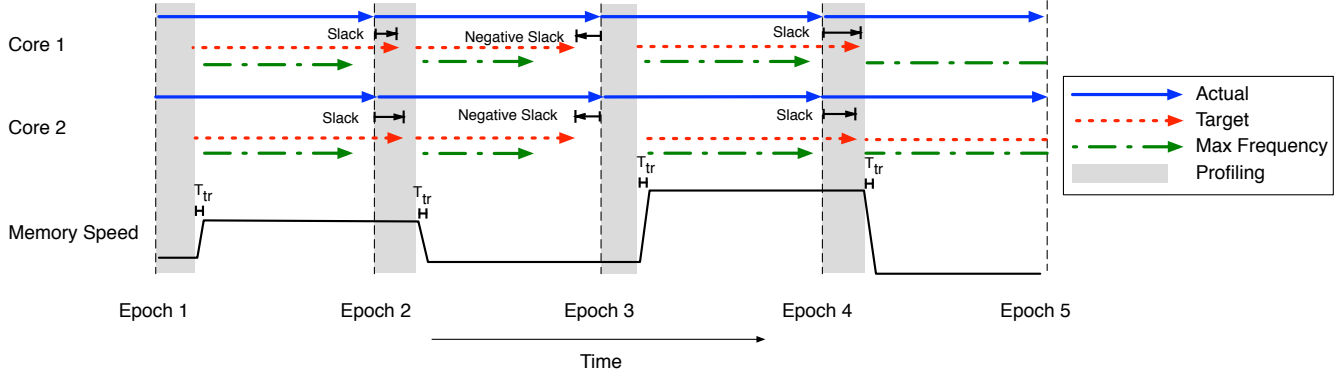 Core 1
Slack
Negative Slack
Slack
Core 2
Slack
Negative Slack
Slack
Actual
Target
Max Frequency
Profiling
T_tr
T_tr
T_tr
T_tr
Memory Speed
Epoch 1
Epoch 2
Epoch 3
Epoch 4
Epoch 5
Time